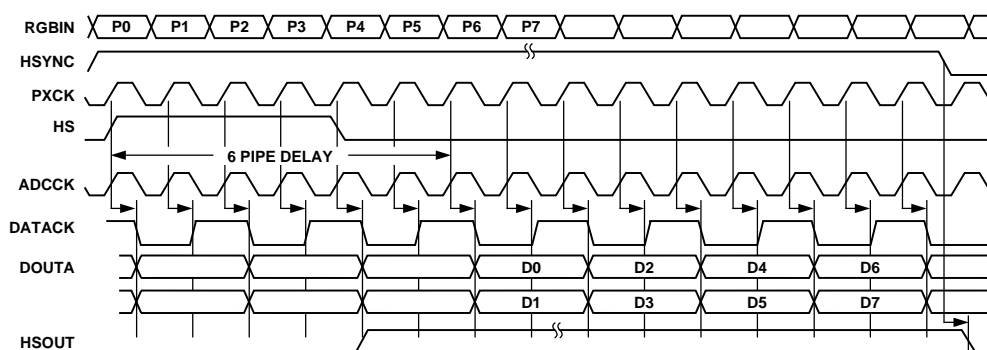 RGBIN P0 P1 P2 P3 P4 P5 P6 P7
HSYNC
PXCK
HS
6 PIPE DELAY
ADCCK
DATACK
DOUTA D0 D2 D4 D6
D1 D3 D5 D7
HSOUT